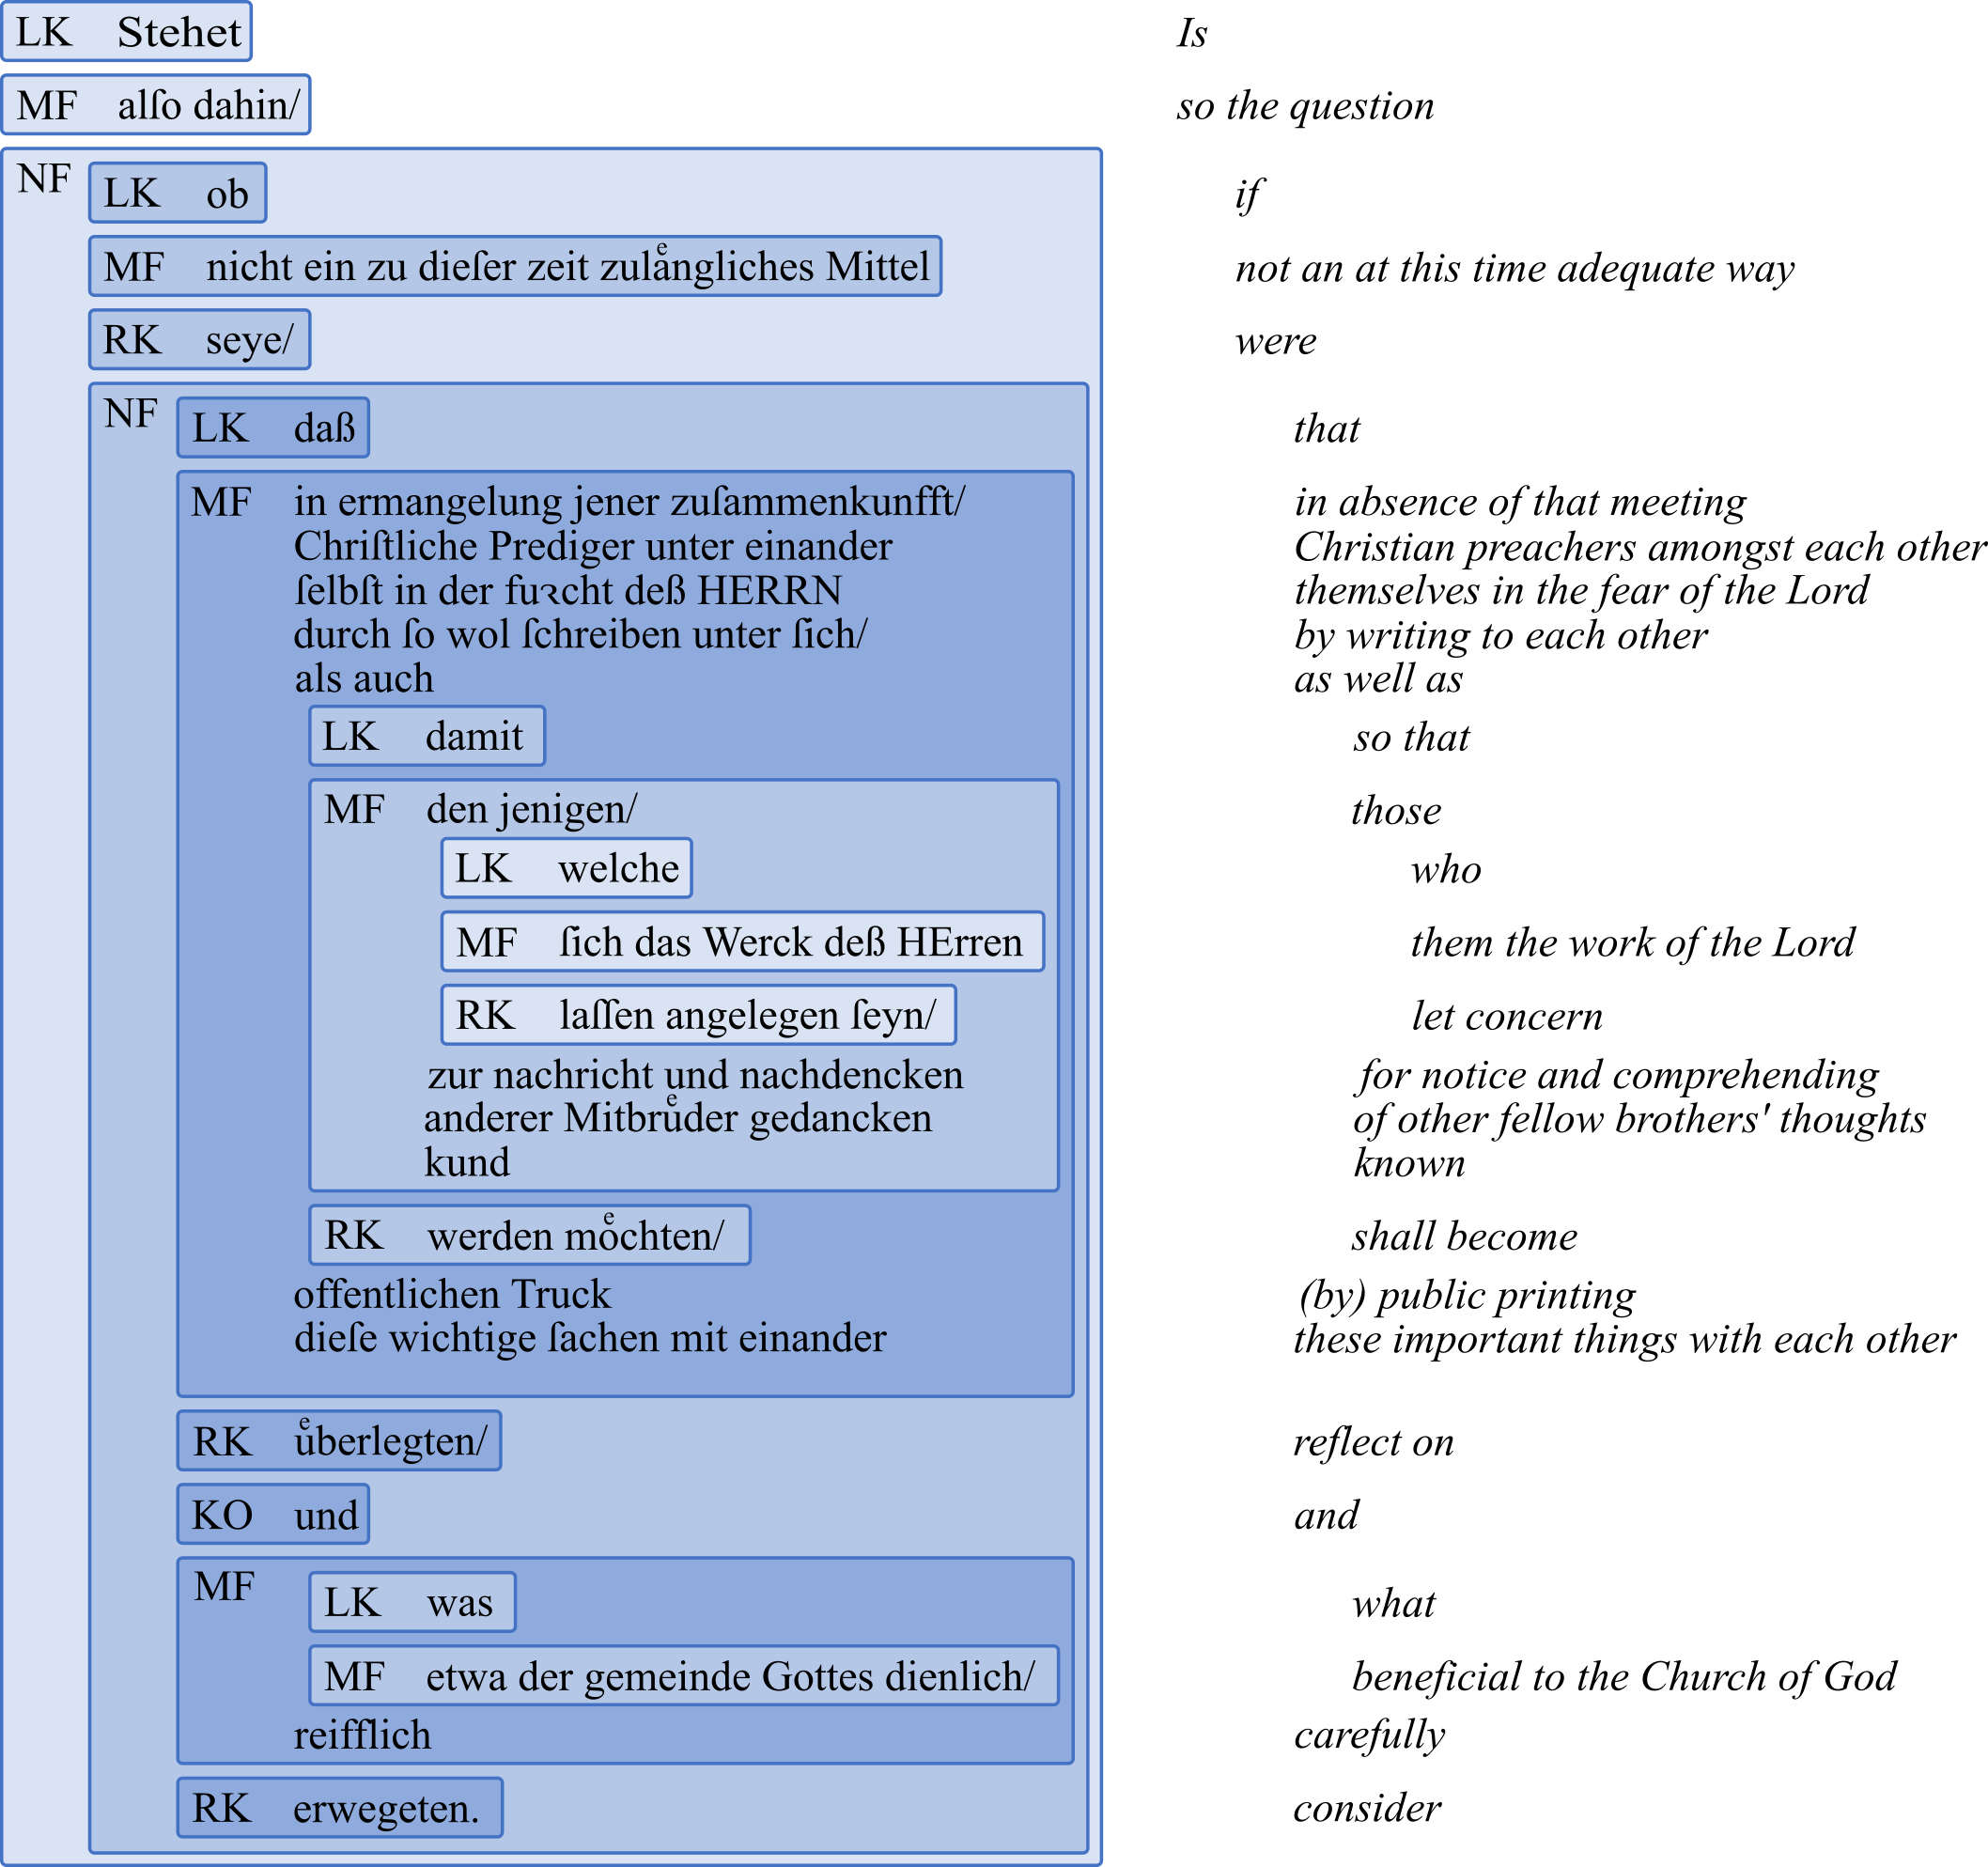 LK Stehet Is
MF alſo dahin/ so the question
NF LK ob if
MF nicht ein zu dieſer zeit zulaͤngliches Mittel not an at this time adequate way
RK seye/ were
NF LK daß that
MF in ermangelung jener zuſammenkunfft/ in absence of that meeting
Chriſtliche Prediger unter einander Christian preachers amongst each other
ſelbſt in der fuꝛcht deß HERRN themselves in the fear of the Lord
durch ſo wol ſchreiben unter ſich/ by writing to each other
als auch as well as
LK damit so that
MF den jenigen/ those
LK welche who
MF ſich das Werck deß HErren them the work of the Lord
RK laſſen angelegen ſeyn/ let concern
zur nachricht und nachdencken for notice and comprehending
anderer Mitbruͤder gedancken of other fellow brothers' thoughts
kund known
RK werden moͤchten/ shall become
offentlichen Truck (by) public printing
dieſe wichtige ſachen mit einander these important things with each other
RK uͤberlegten/ reflect on
KO und and
MF LK was what
MF etwa der gemeinde Gottes dienlich/ beneficial to the Church of God
reifflich carefully
RK erwegeten. consider